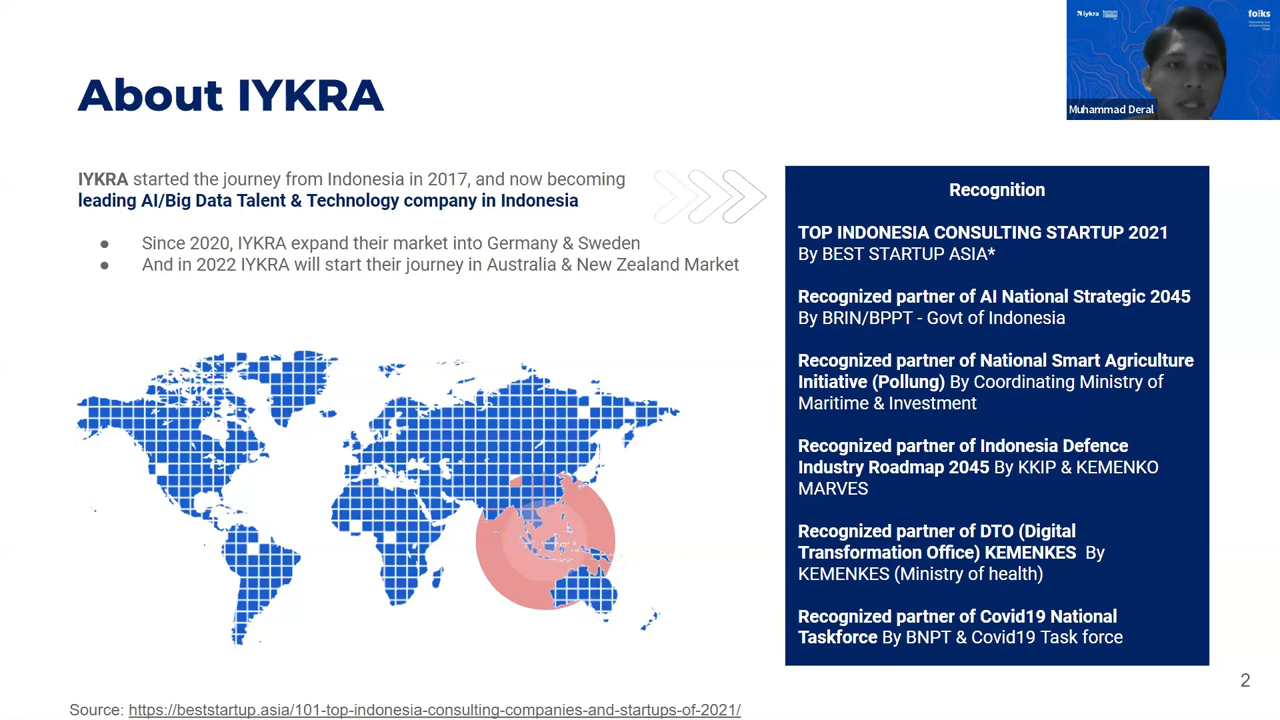 iykra
fo/ks
Muhammad Deral
About IYKRA
IYKRA started the journey from Indonesia in 2017, and now becoming
leading AI/Big Data Talent & Technology company in Indonesia
● Since 2020, IYKRA expand their market into Germany & Sweden
● And in 2022 IYKRA will start their journey in Australia & New Zealand Market
Recognition
TOP INDONESIA CONSULTING STARTUP 2021
By BEST STARTUP ASIA*
Recognized partner of AI National Strategic 2045
By BRIN/BPPT - Govt of Indonesia
Recognized partner of National Smart Agriculture
Initiative (Pollung) By Coordinating Ministry of
Maritime & Investment
Recognized partner of Indonesia Defence
Industry Roadmap 2045 By KKIP & KEMENKO
MARVES
Recognized partner of DTO (Digital
Transformation Office) KEMENKES By
KEMENKES (Ministry of health)
Recognized partner of Covid19 National
Taskforce By BNPT & Covid19 Task force
2
Source: https://beststartup.asia/101-top-indonesia-consulting-companies-and-startups-of-2021/